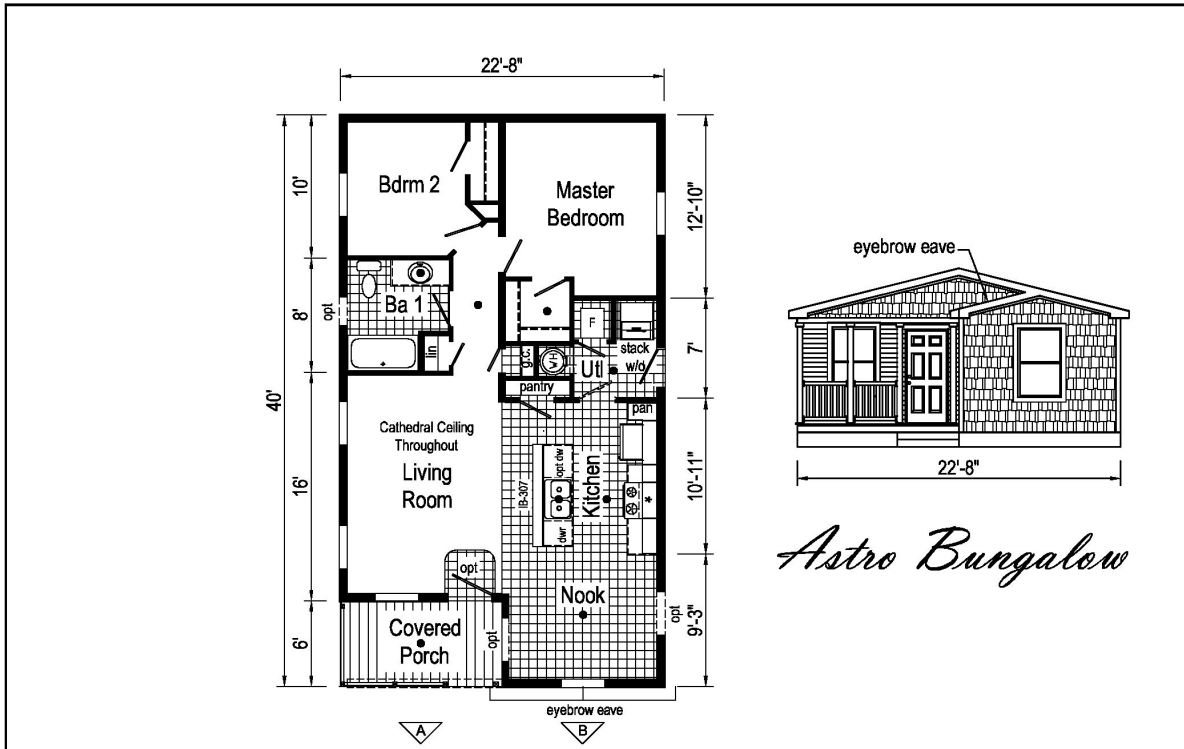 22'-8"
10'
8'
40'
16'
6'
Bdrm 2
Master
Bedroom
12'-10"
opt
Ba 1
lin
g.c.
WH
F
stack
w/d
Utl
7'
pantry
pan
Cathedral Ceiling
Throughout
Living
Room
IB-307
opt dw
dwr
Kitchen
*
10'-11"
opt
Nook
opt
9'-3"
Covered
Porch
opt
eyebrow eave
A
B
eyebrow eave
22'-8"
Astro Bungalow